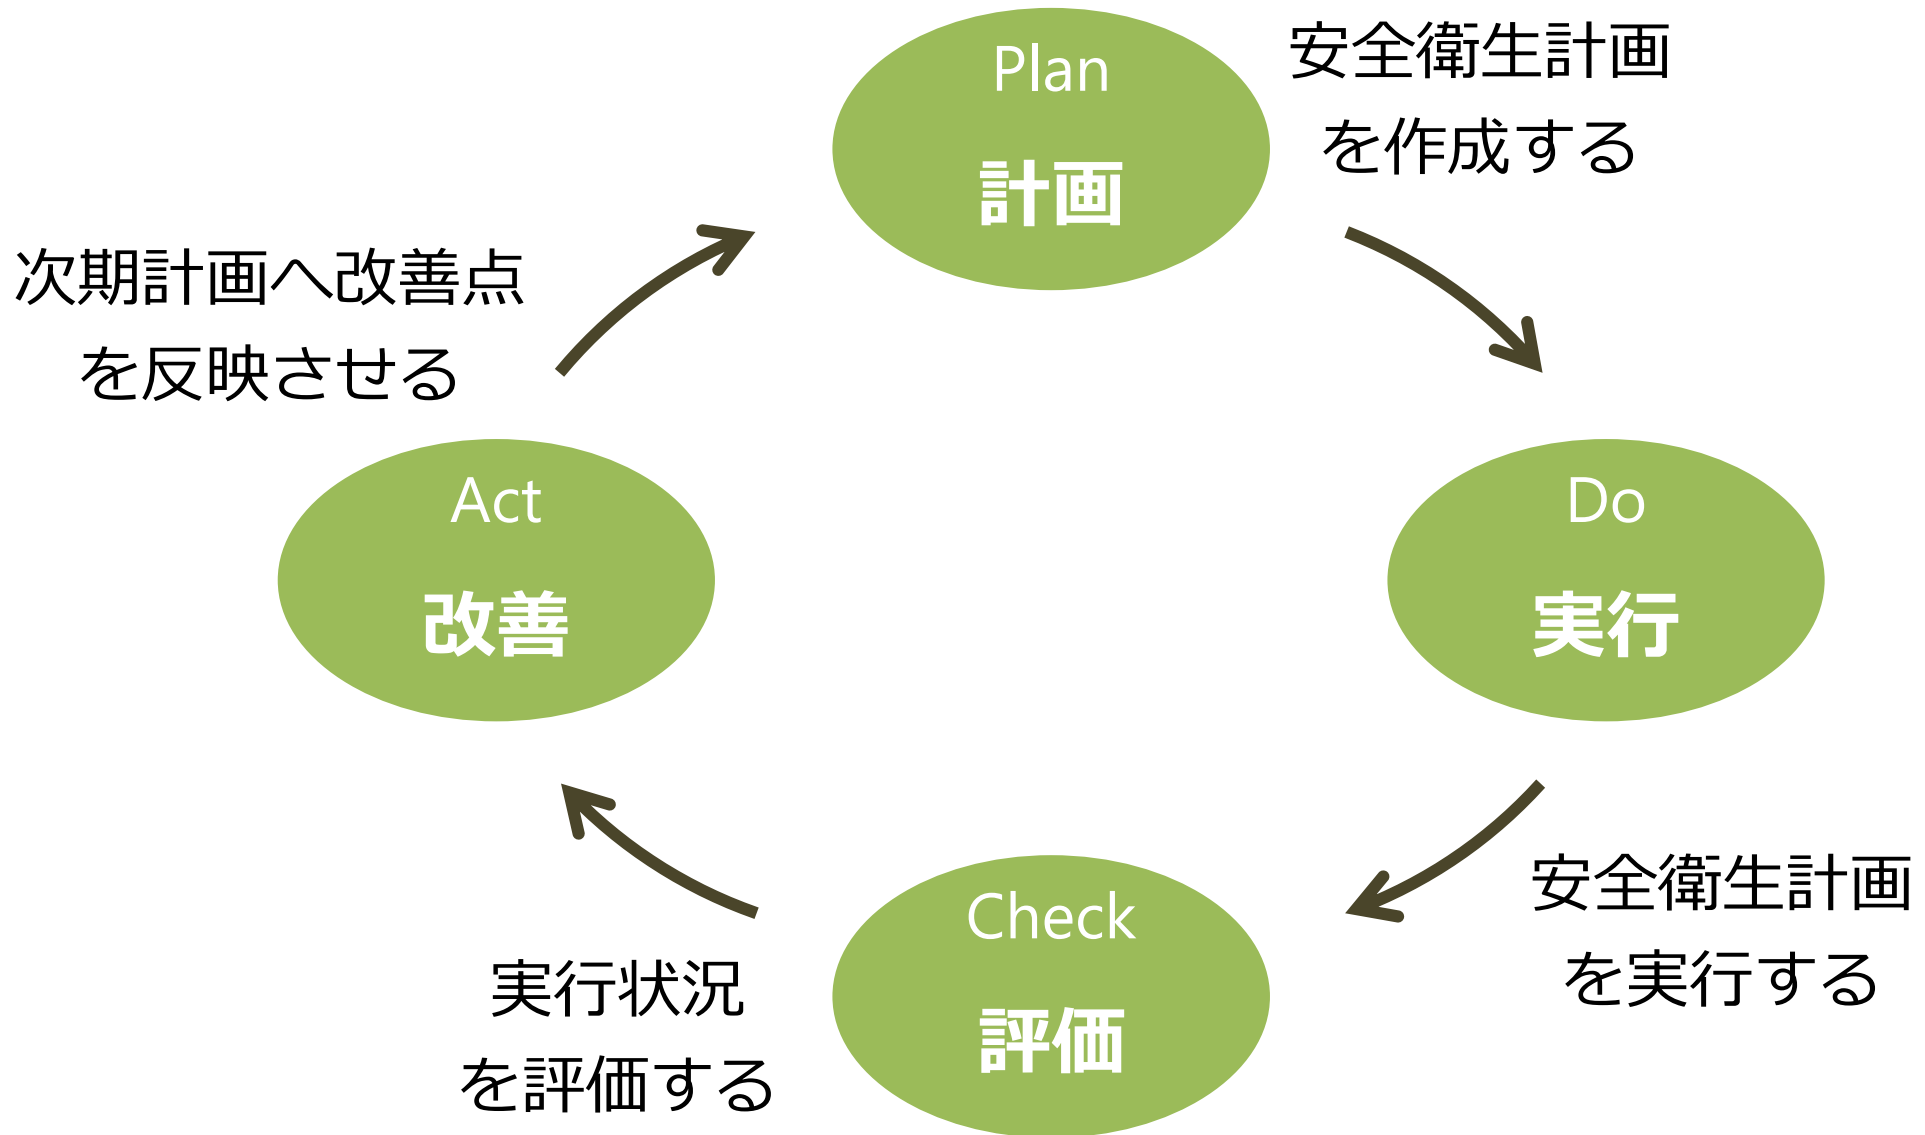 Plan
計画
安全衛生計画
を作成する
Do
実行
安全衛生計画
を実行する
Check
評価
実行状況
を評価する
Act
改善
次期計画へ改善点
を反映させる